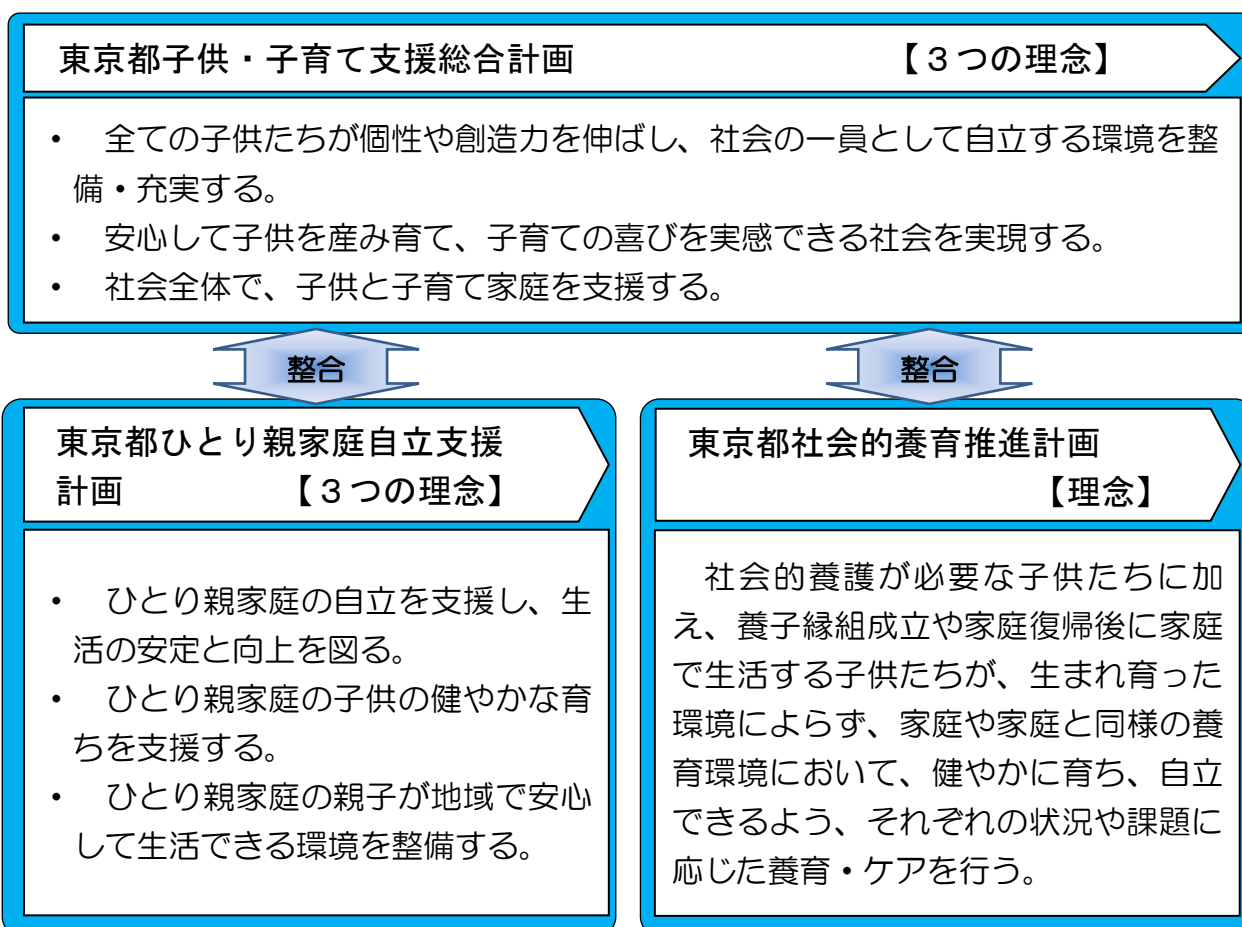 東京都子供・子育て支援総合計画 【３つの理念】
・ 全ての子供たちが個性や創造力を伸ばし、社会の一員として自立する環境を整
備・充実する。
・ 安心して子供を産み育て、子育ての喜びを実感できる社会を実現する。
・ 社会全体で、子供と子育て家庭を支援する。
整合
整合
東京都ひとり親家庭自立支援
計画 【３つの理念】
・ ひとり親家庭の自立を支援し、生
活の安定と向上を図る。
・ ひとり親家庭の子供の健やかな育
ちを支援する。
・ ひとり親家庭の親子が地域で安心
して生活できる環境を整備する。
東京都社会的養育推進計画
【理念】
社会的養護が必要な子供たちに加
え、養子縁組成立や家庭復帰後に家庭
で生活する子供たちが、生まれ育った
環境によらず、家庭や家庭と同様の養
育環境において、健やかに育ち、自立
できるよう、それぞれの状況や課題に
応じた養育・ケアを行う。